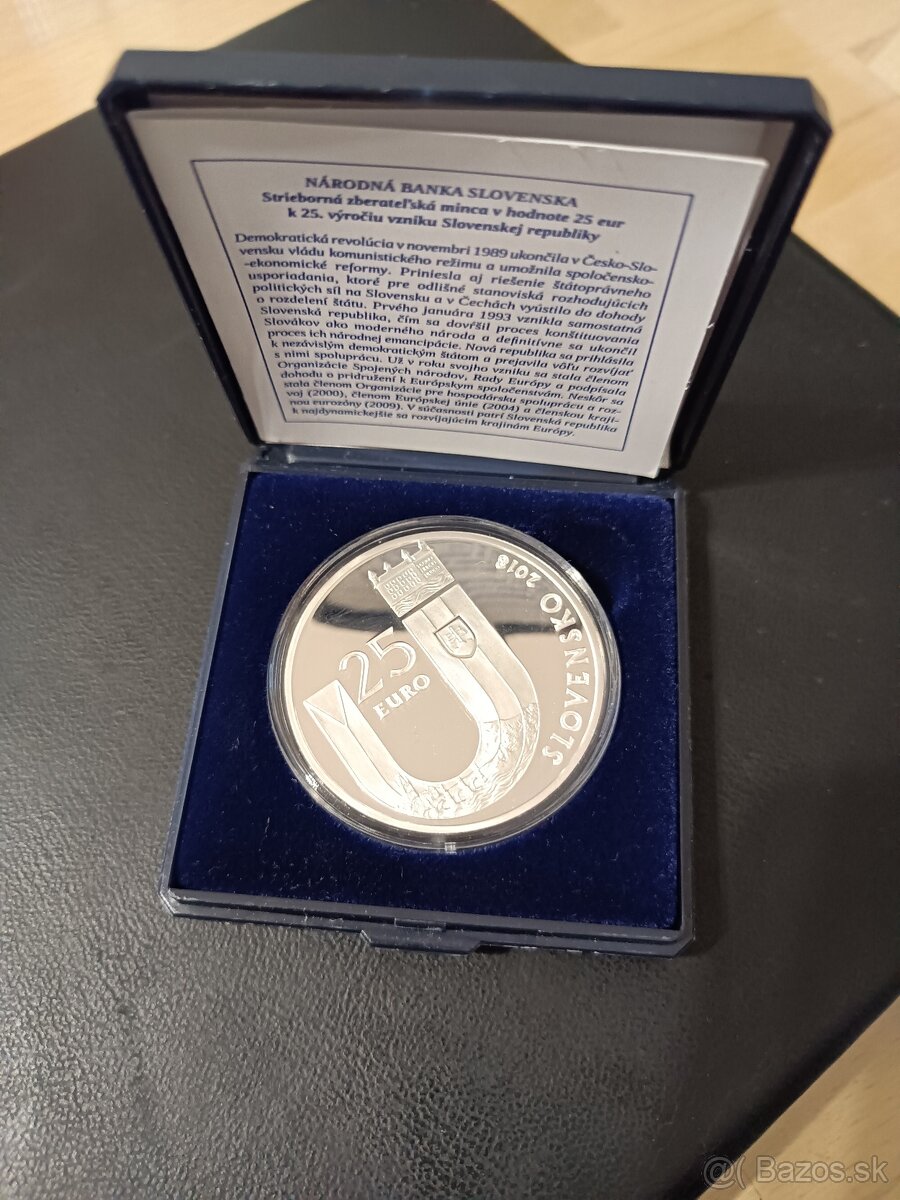 NÁRODNÁ BANKA SLOVENSKA
Strieborná zberateľská minca v hodnote 25 eur
k 25. výročiu vzniku Slovenskej republiky
Demokratická revolúcia v novembri 1989 ukončila v Česko-Slo-
vensku vládu komunistického režimu a umožnila spoločensko-
-ekonomické reformy. Priniesla aj riešenie štátoprávneho
usporiadania, ktoré pre odlišné stanoviská rozhodujúcich
politických síl na Slovensku a v Čechách vyústilo do dohody
o rozdelení štátu. Prvého januára 1993 vznikla samostatná
Slovenská republika, čím sa dovŕšil proces konštituovania
Slovákov ako moderného národa a definitívne sa ukončil
proces ich národnej emancipácie. Nová republika sa prihlásila
k nezávislým demokratickým štátom a prejavila vôľu rozvíjať
s nimi spoluprácu. Už v roku svojho vzniku sa stala členom
Organizácie Spojených národov, Rady Európy a podpísala
dohodu o pridružení k Európskym spoločenstvám. Neskôr sa
stala členom Organizácie pre hospodársku spoluprácu a roz-
voj (2000), členom Európskej únie (2004) a členskou kraji-
nou eurozóny (2009). V súčasnosti patrí Slovenská republika
k najdynamickejšie sa rozvíjajúcim krajinám Európy.
25
EURO
SLOVENSKO 2018
@( Bazos.sk